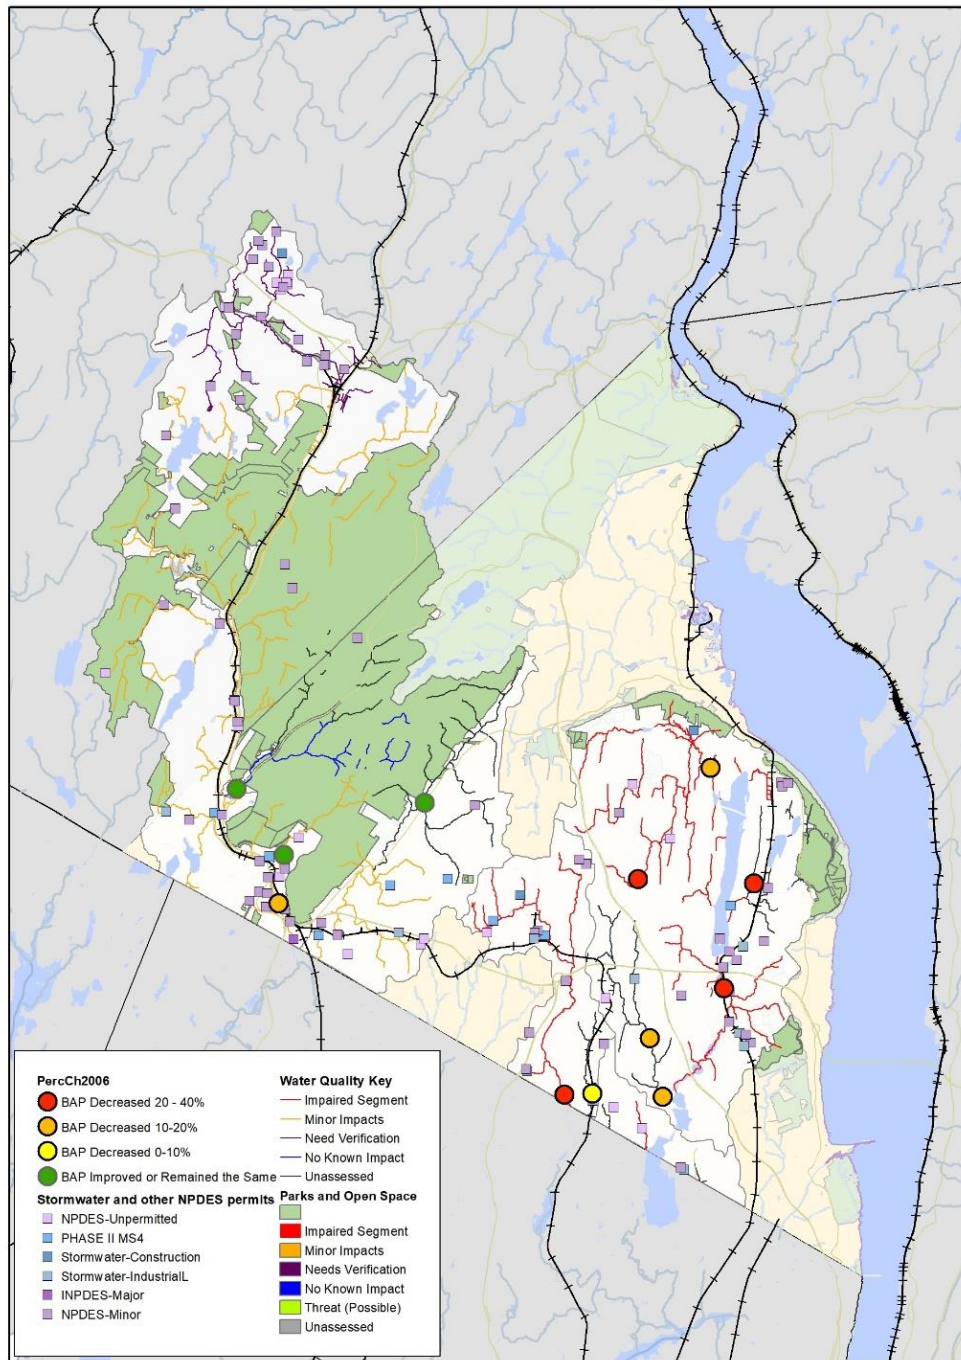 PercCh2006
BAP Decreased 20 - 40%
BAP Decreased 10-20%
BAP Decreased 0-10%
BAP Improved or Remained the Same
Stormwater and other NPDES permits
NPDES-Unpermitted
PHASE II MS4
Stormwater-Construction
Stormwater-IndustrialL
INPDES-Major
NPDES-Minor
Water Quality Key
Impaired Segment
Minor Impacts
Need Verification
No Known Impact
Unassessed
Parks and Open Space
Impaired Segment
Minor Impacts
Needs Verification
No Known Impact
Threat (Possible)
Unassessed